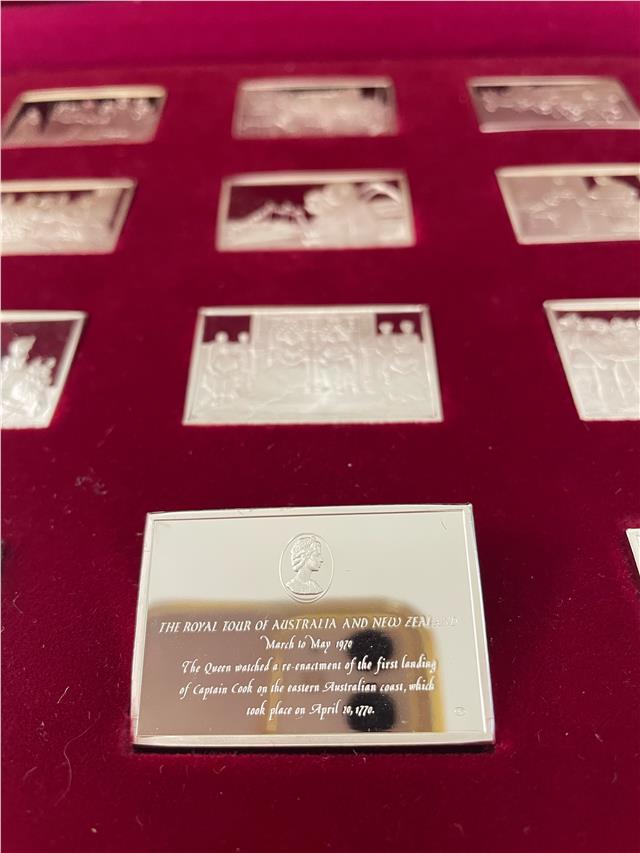 THE ROYAL TOUR OF AUSTRALIA AND NEW ZEALAND
March to May 1970
The Queen watched a re-enactment of the first landing
of Captain Cook on the eastern Australian coast, which
took place on April 20, 1770.